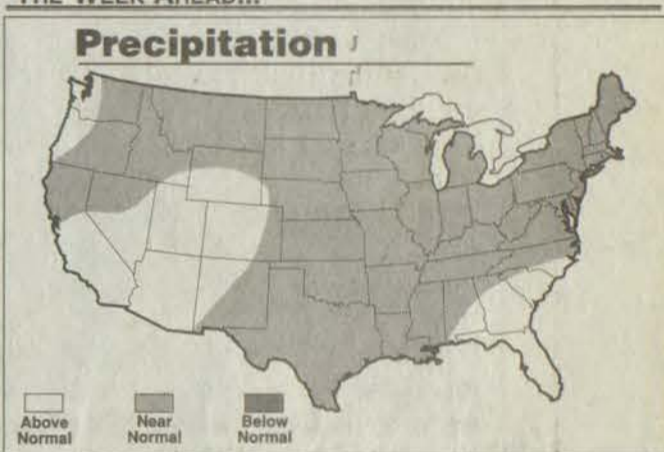 THE WEEK AHEAD...
Precipitation
Above Normal
Near Normal
Below Normal